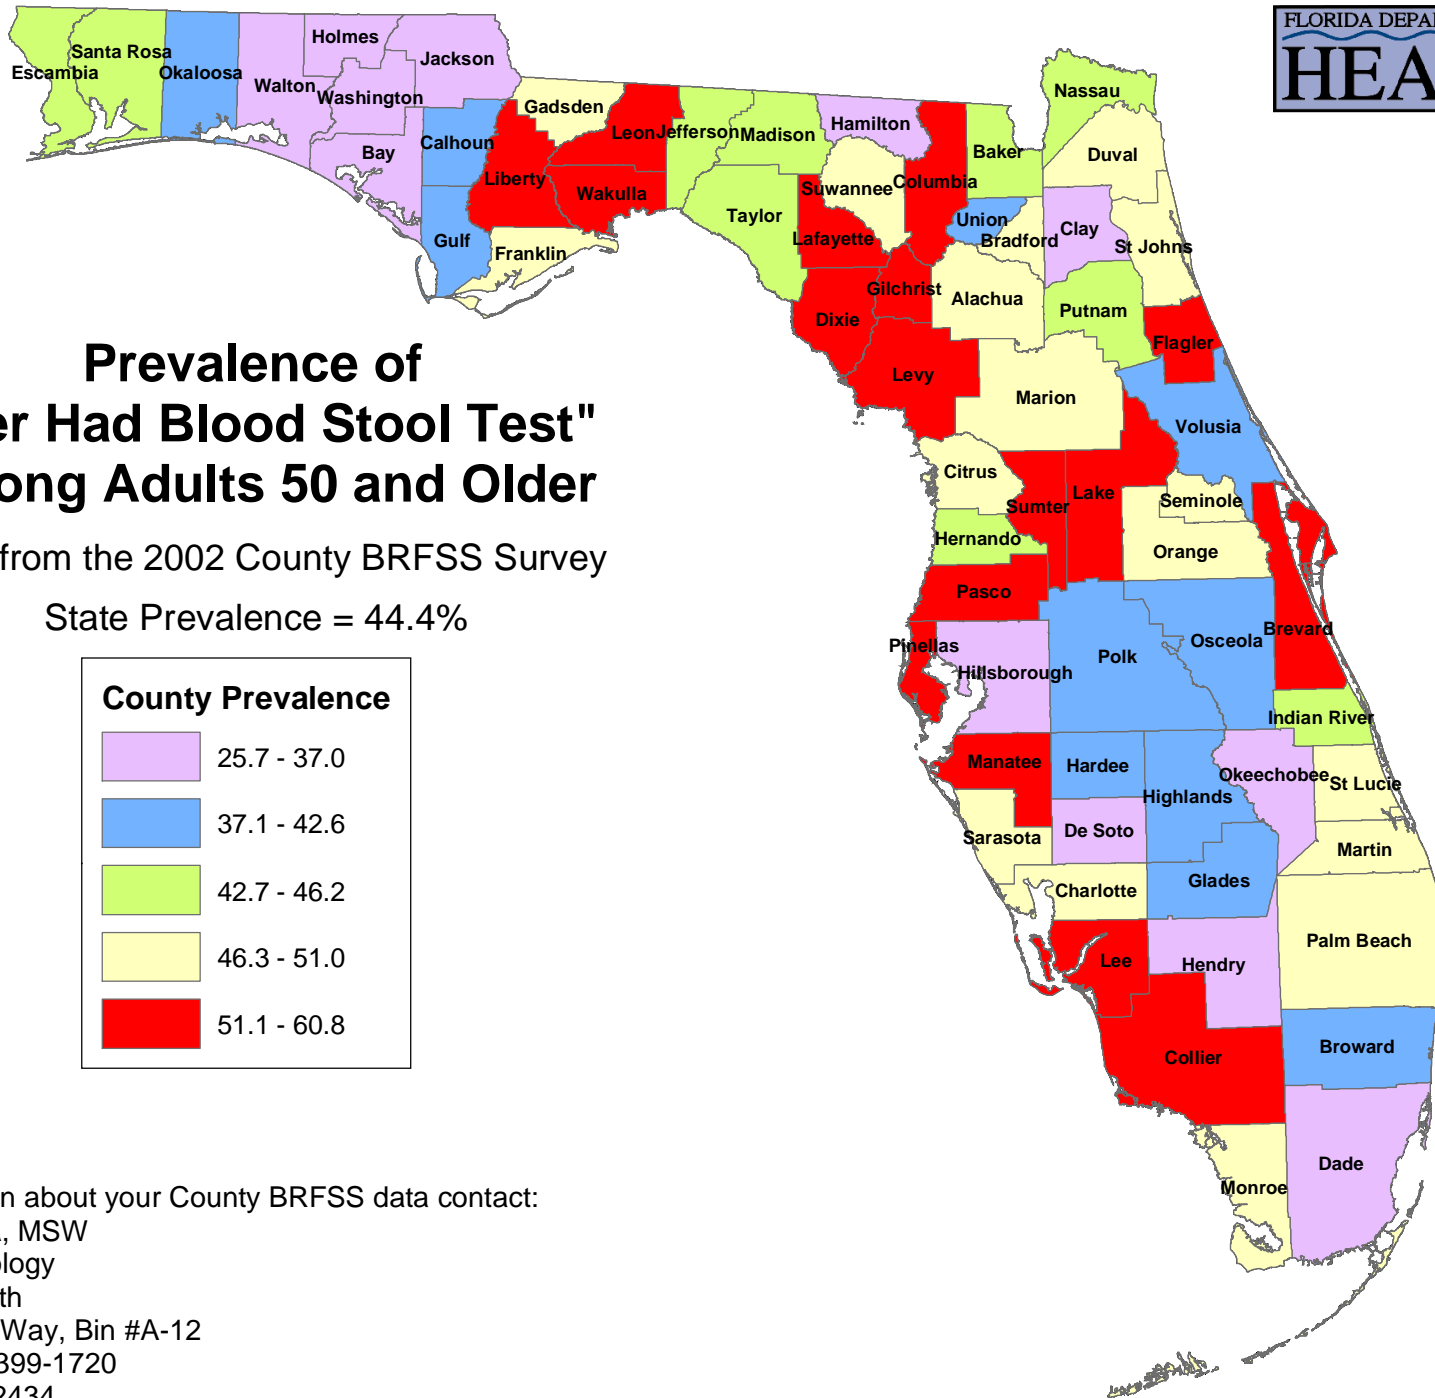 FLORIDA DEPA
HEA
Holmes
Jackson
Santa Rosa
Escambia
Okaloosa
Walton
Washington
Nassau
Gadsden
Hamilton
Leon
Jefferson
Madison
Calhoun
Bay
Baker
Duval
Liberty
Wakulla
Suwannee
Columbia
Taylor
Union
Clay
Bradford
St Johns
Gulf
Franklin
Lafayette
Gilchrist
Alachua
Putnam
Dixie
Flagler
Levy
Marion
Volusia
Citrus
Lake
Seminole
Sumter
Hernando
Orange
Pasco
Brevard
Pinellas
Osceola
Polk
Hillsborough
Indian River
Manatee
Hardee
Okeechobee
St Lucie
Highlands
De Soto
Sarasota
Martin
Glades
Charlotte
Palm Beach
Lee
Hendry
Broward
Collier
Dade
Monroe
Prevalence of
er Had Blood Stool Test"
ong Adults 50 and Older
from the 2002 County BRFSS Survey
State Prevalence = 44.4%
County Prevalence
25.7 - 37.0
37.1 - 42.6
42.7 - 46.2
46.3 - 51.0
51.1 - 60.8
n about your County BRFSS data contact:
, MSW
ology
th
Way, Bin #A-12
399-1720
2434